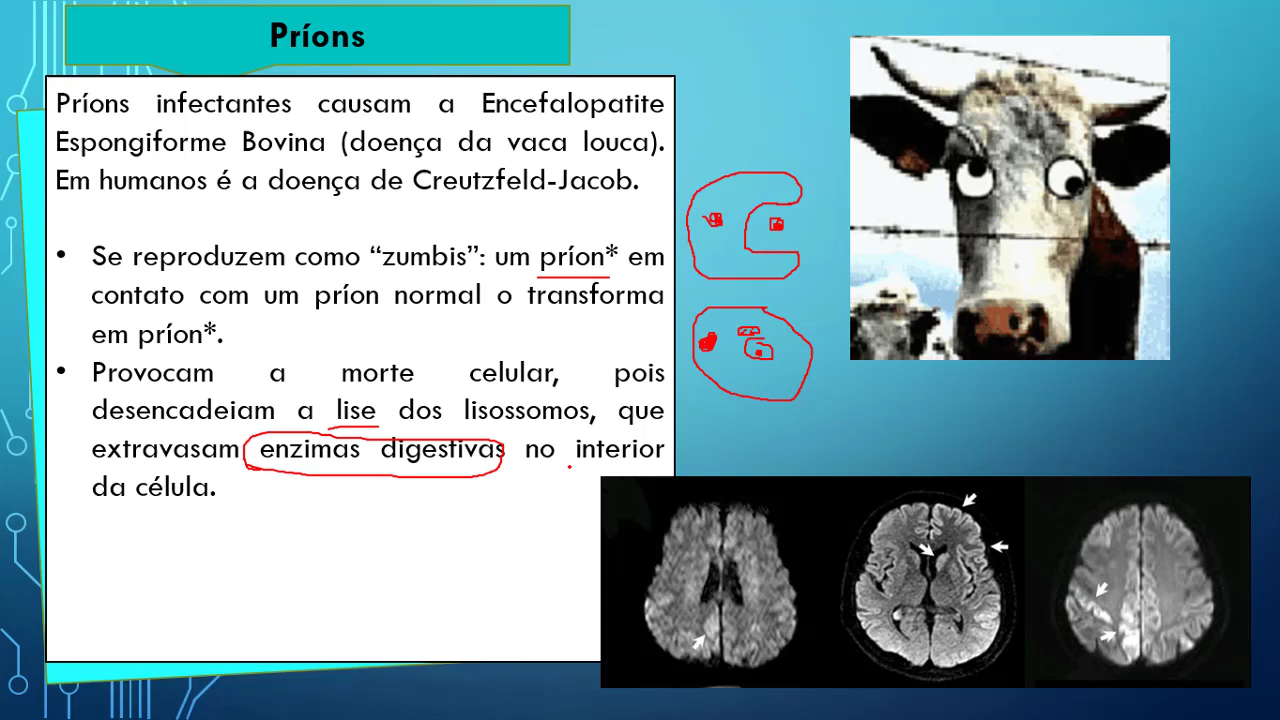 Príons
Príons infectantes causam a Encefalopatite
Espongiforme Bovina (doença da vaca louca).
Em humanos é a doença de Creutzfeld-Jacob.
• Se reproduzem como “zumbis”: um príon* em
contato com um príon normal o transforma
em príon*.
• Provocam a morte celular, pois
desencadeiam a lise dos lisossomos, que
extravasam enzimas digestivas no interior
da célula.